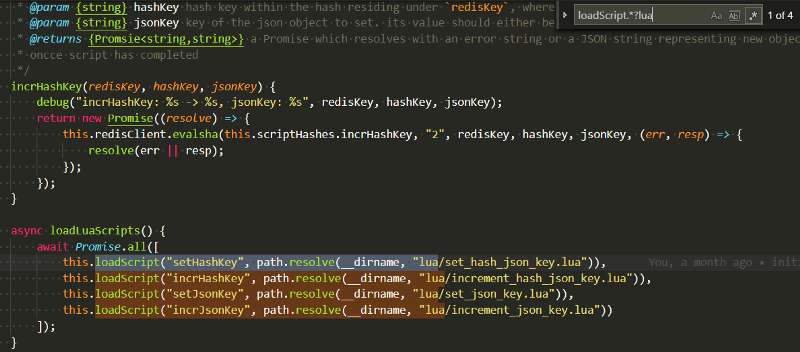 * @param {string} hashKey hash key within the hash residing under `redisKey`, where
* @param {string} jsonKey key of the json object to set. its value should either be
* @returns {Promsie<string,string>} a Promise which resolves with an error string or a JSON string representing new objec
* oncce script has completed
*/
incrHashKey(redisKey, hashKey, jsonKey) {
debug("incrHashKey: %s -> %s, jsonKey: %s", redisKey, hashKey, jsonKey);
return new Promise((resolve) => {
this.redisClient.evalsha(this.scriptHashes.incrHashKey, "2", redisKey, hashKey, jsonKey, (err, resp) => {
resolve(err || resp);
});
});
}
async loadLuaScripts() {
await Promise.all([
this.loadScript("setHashKey", path.resolve(__dirname, "lua/set_hash_json_key.lua")), You, a month ago • initi
this.loadScript("incrHashKey", path.resolve(__dirname, "lua/increment_hash_json_key.lua")),
this.loadScript("setJsonKey", path.resolve(__dirname, "lua/set_json_key.lua")),
this.loadScript("incrJsonKey", path.resolve(__dirname, "lua/increment_json_key.lua"))
]);
}
loadScript.*?lua Aa Ab .* 1 of 4